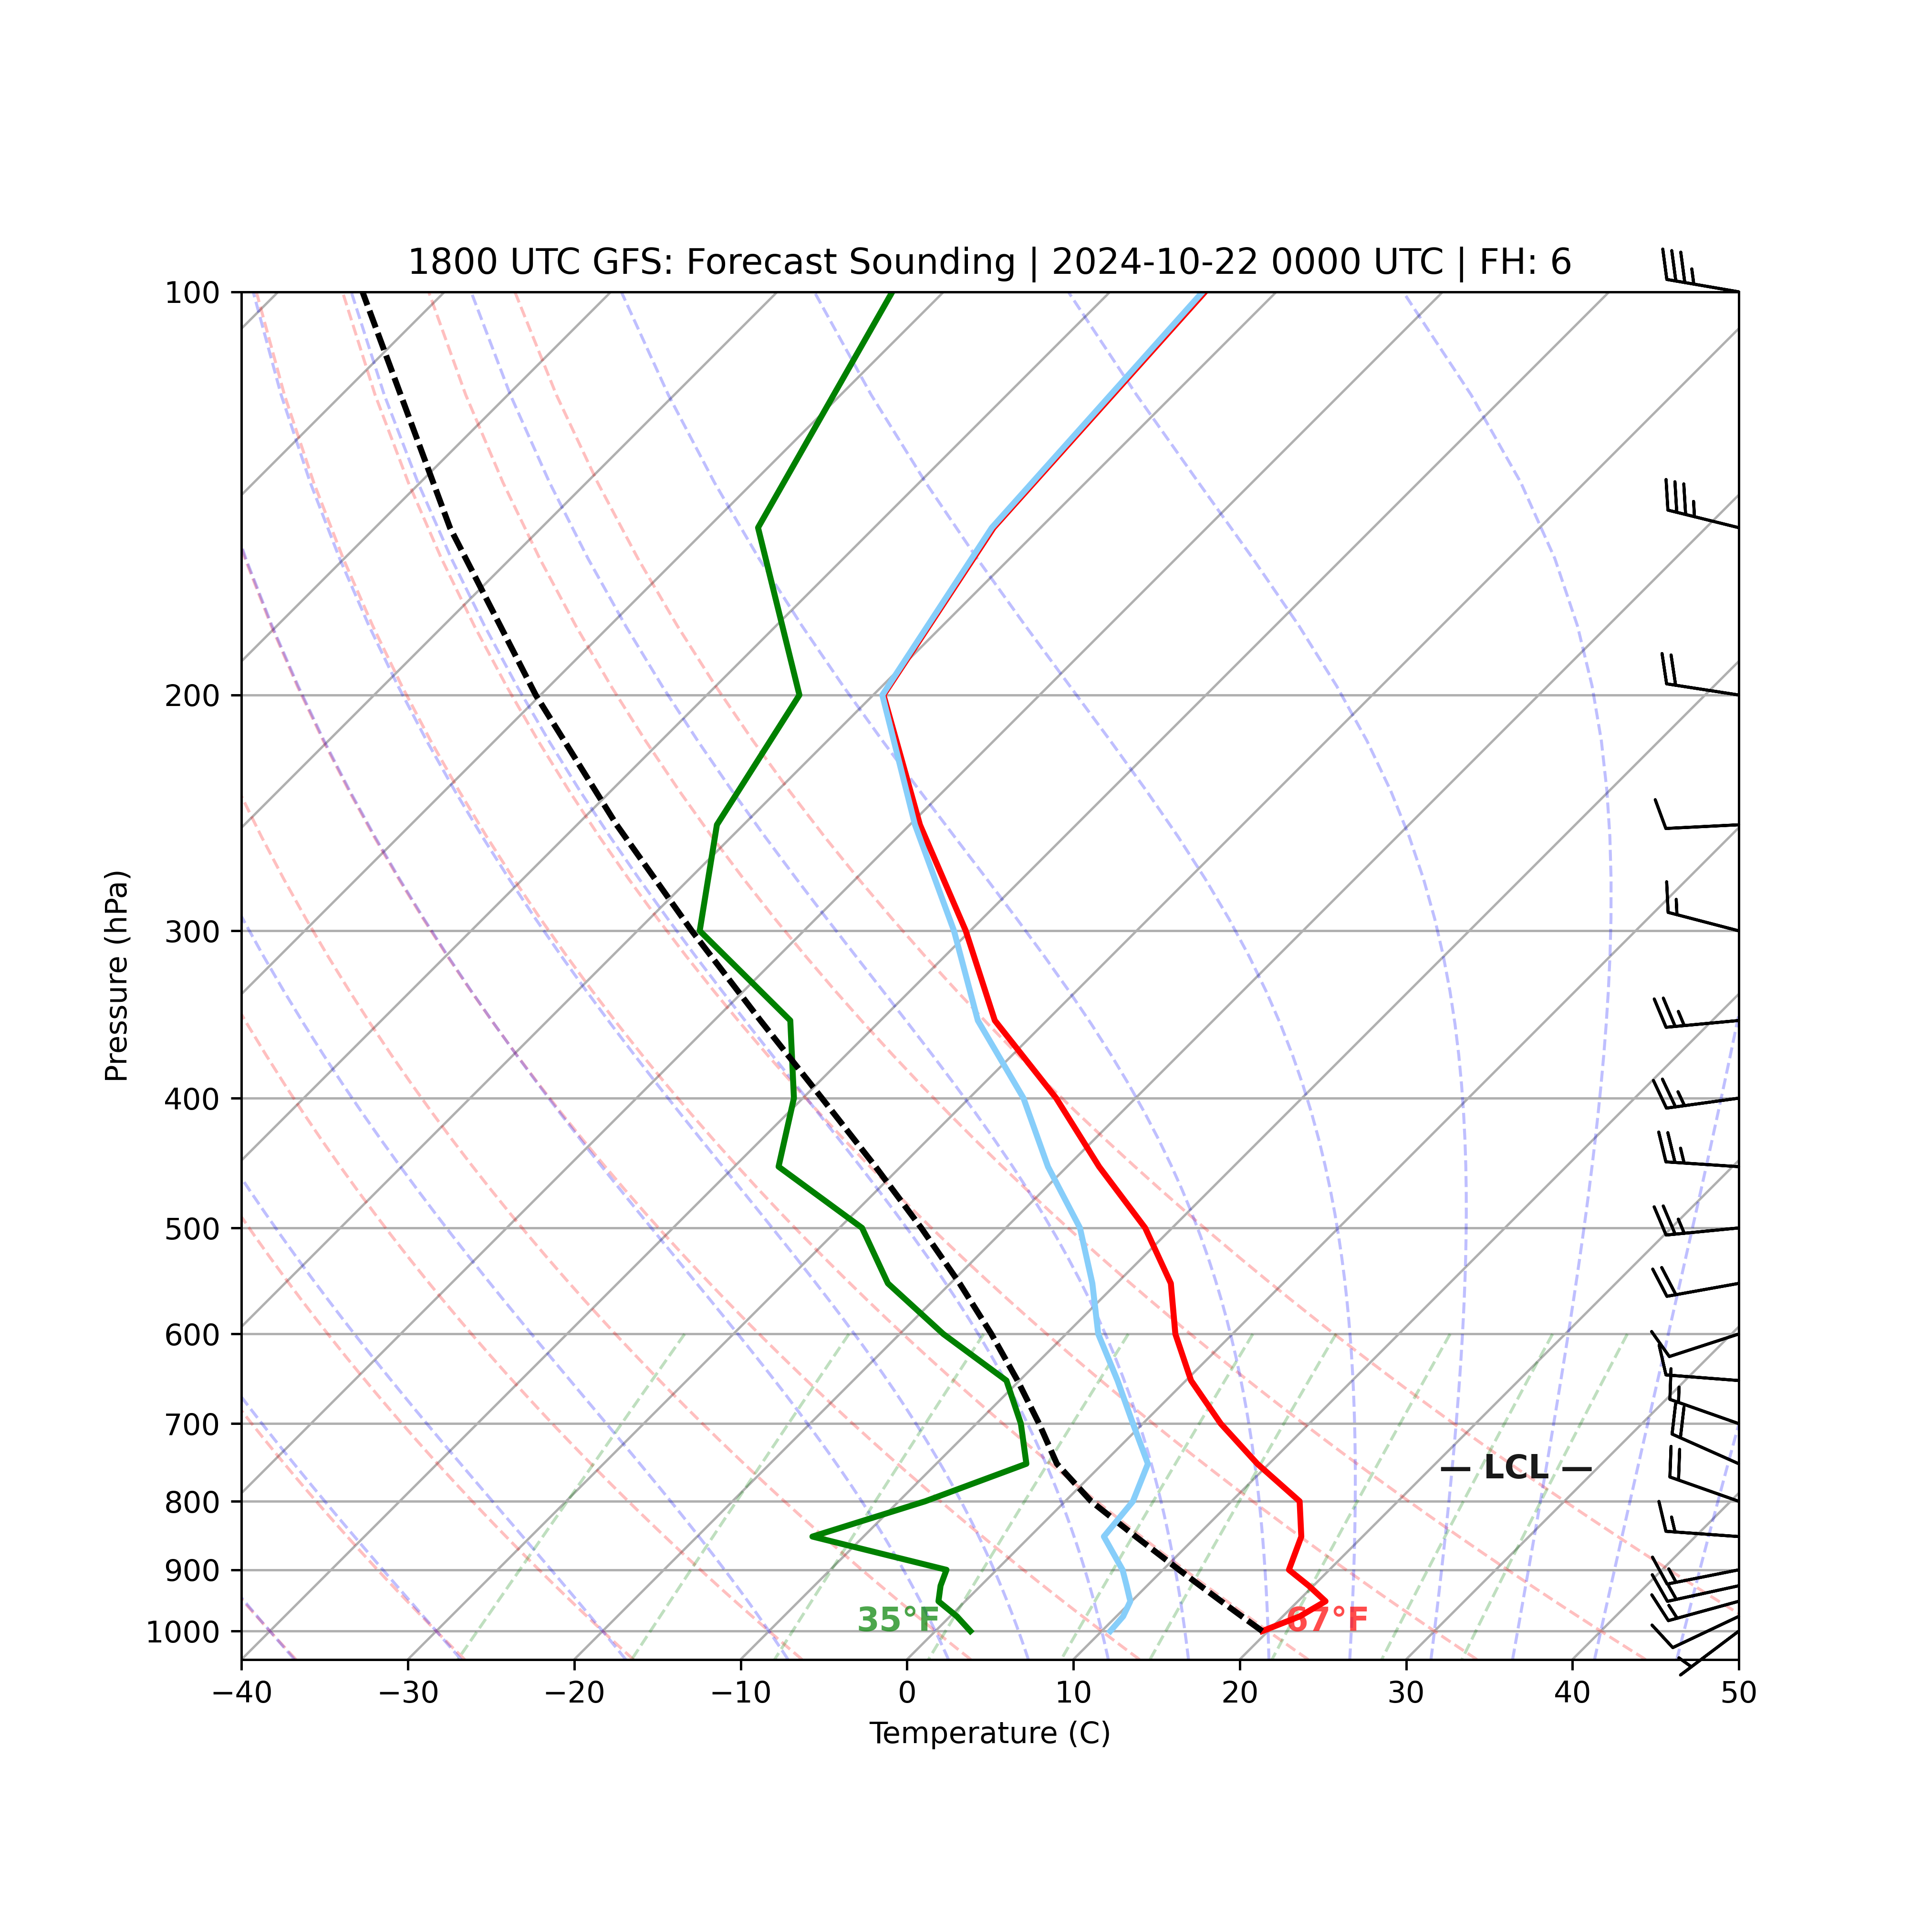 1800 UTC GFS: Forecast Sounding | 2024-10-22 0000 UTC | FH: 6
100
200
300
400
500
600
700
800
900
1000
Pressure (hPa)
— LCL —
35°F
67°F
−40 −30 −20 −10 0 10 20 30 40 50
Temperature (C)